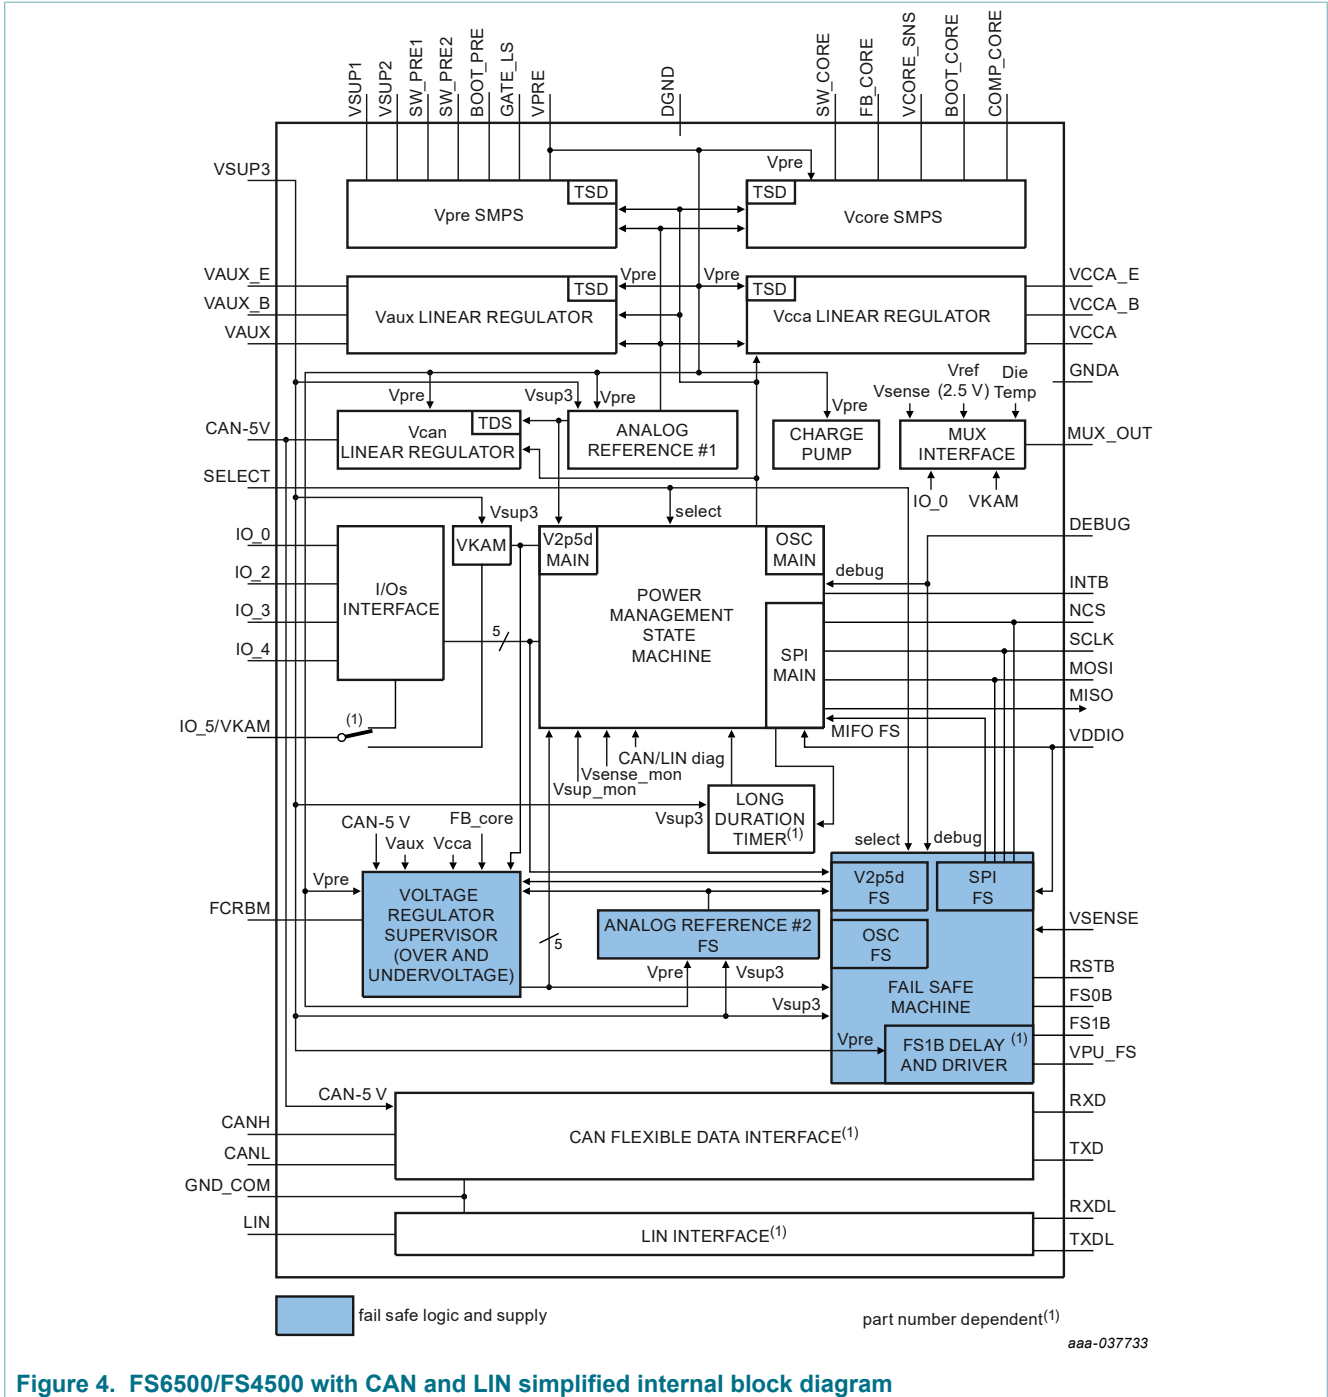 VSUP1
VSUP2
SW_PRE1
SW_PRE2
BOOT_PRE
GATE_LS
VPRE
DGND
SW_CORE
FB_CORE
VCORE_SNS
BOOT_CORE
COMP_CORE
VSUP3
Vpre
TSD
Vpre SMPS
TSD
Vcore SMPS
VAUX_E
VAUX_B
VAUX
Vpre
Vpre
TSD
Vaux LINEAR REGULATOR
TSD
Vcca LINEAR REGULATOR
VCCA_E
VCCA_B
VCCA
GNDA
Vpre
Vsup3
Vpre
Vpre
Vsense
Vref
(2.5 V)
Die
Temp
CAN-5V
Vcan
LINEAR REGULATOR
TDS
ANALOG
REFERENCE #1
CHARGE
PUMP
MUX
INTERFACE
MUX_OUT
SELECT
IO_0
VKAM
Vsup3
select
IO_0
IO_2
IO_3
IO_4
I/Os
INTERFACE
VKAM
V2p5d
MAIN
OSC
MAIN
POWER
MANAGEMENT
STATE
MACHINE
SPI
MAIN
5
debug
DEBUG
INTB
NCS
SCLK
MOSI
MISO
IO_5/VKAM
(1)
MIFO FS
VDDIO
CAN/LIN diag
Vsense_mon
Vsup_mon
Vsup3
LONG
DURATION
TIMER(1)
CAN-5 V
Vaux
Vcca
FB_core
select
debug
Vpre
FCRBM
VOLTAGE
REGULATOR
SUPERVISOR
(OVER AND
UNDERVOLTAGE)
5
ANALOG REFERENCE #2
FS
Vpre
Vsup3
V2p5d
FS
SPI
FS
OSC
FS
FAIL SAFE
MACHINE
Vsup3
Vpre
FS1B DELAY (1)
AND DRIVER
VSENSE
RSTB
FS0B
FS1B
VPU_FS
CAN-5 V
CANH
CANL
CAN FLEXIBLE DATA INTERFACE(1)
RXD
TXD
GND_COM
LIN
LIN INTERFACE(1)
RXDL
TXDL
fail safe logic and supply
part number dependent(1)
aaa-037733
Figure 4. FS6500/FS4500 with CAN and LIN simplified internal block diagram